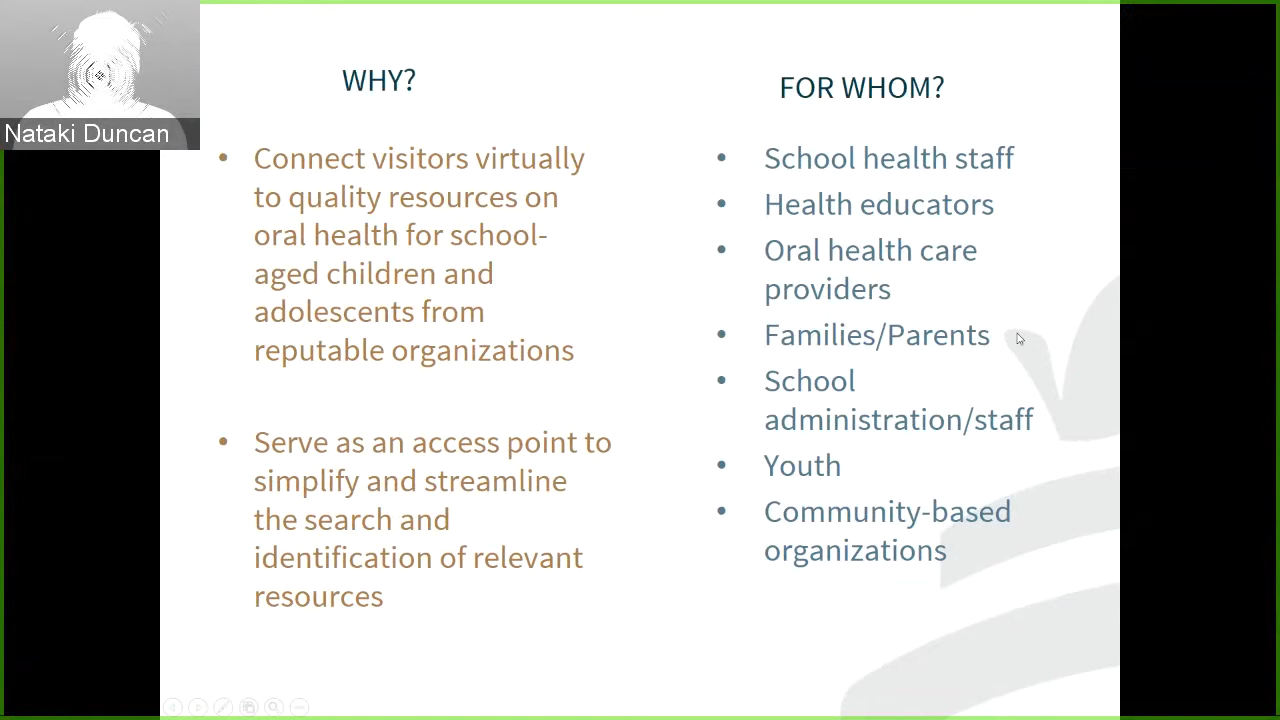 Nataki Duncan
WHY?
• Connect visitors virtually
to quality resources on
oral health for school-
aged children and
adolescents from
reputable organizations
• Serve as an access point to
simplify and streamline
the search and
identification of relevant
resources
FOR WHOM?
• School health staff
• Health educators
• Oral health care
providers
• Families/Parents
• School
administration/staff
• Youth
• Community-based
organizations